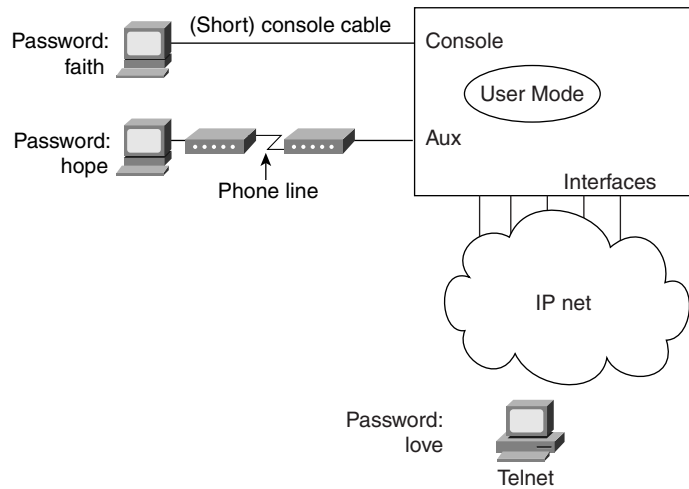 (Short) console cable
Password:
faith
Console
User Mode
Password:
hope
Aux
Phone line
Interfaces
IP net
Password:
love
Telnet